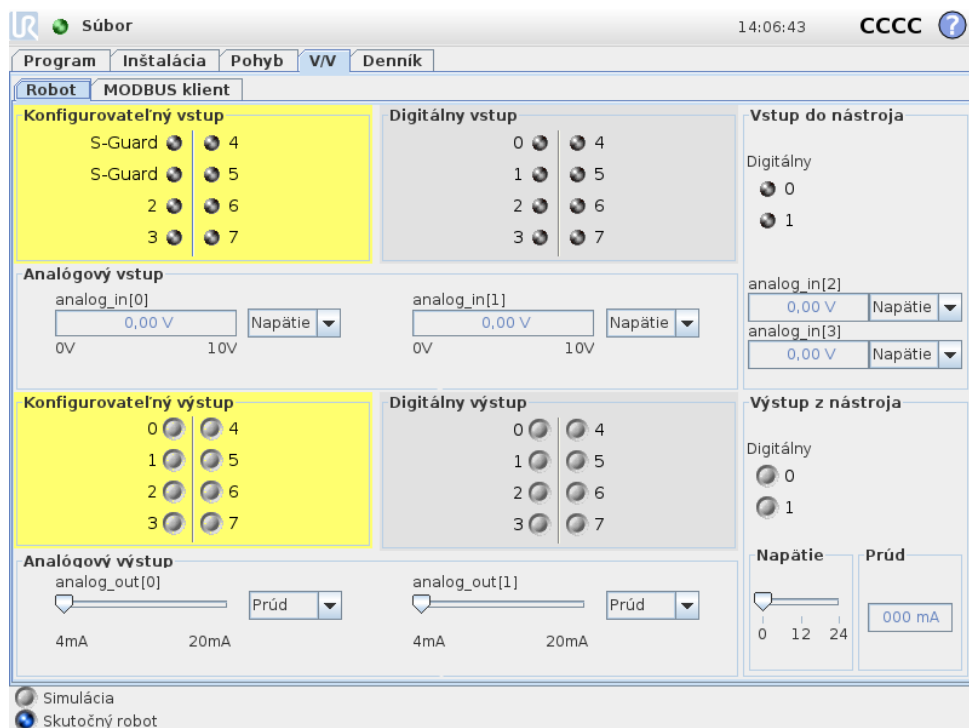 UR Súbor 14:06:43 CCCC ?
Program Inštalácia Pohyb V/V Denník
Robot MODBUS klient
Konfigurovateľný vstup
S-Guard 4
S-Guard 5
2 6
3 7
Digitálny vstup
0 4
1 5
2 6
3 7
Vstup do nástroja
Digitálny
0
1
analog_in[2]
0,00 V Napätie
analog_in[3]
0,00 V Napätie
Analógový vstup
analog_in[0]
0,00 V Napätie
0V 10V
analog_in[1]
0,00 V Napätie
0V 10V
Konfigurovateľný výstup
0 4
1 5
2 6
3 7
Digitálny výstup
0 4
1 5
2 6
3 7
Výstup z nástroja
Digitálny
0
1
Napätie
0 12 24
Prúd
000 mA
Analógový výstup
analog_out[0]
Prúd
4mA 20mA
analog_out[1]
Prúd
4mA 20mA
Simulácia
Skutočný robot